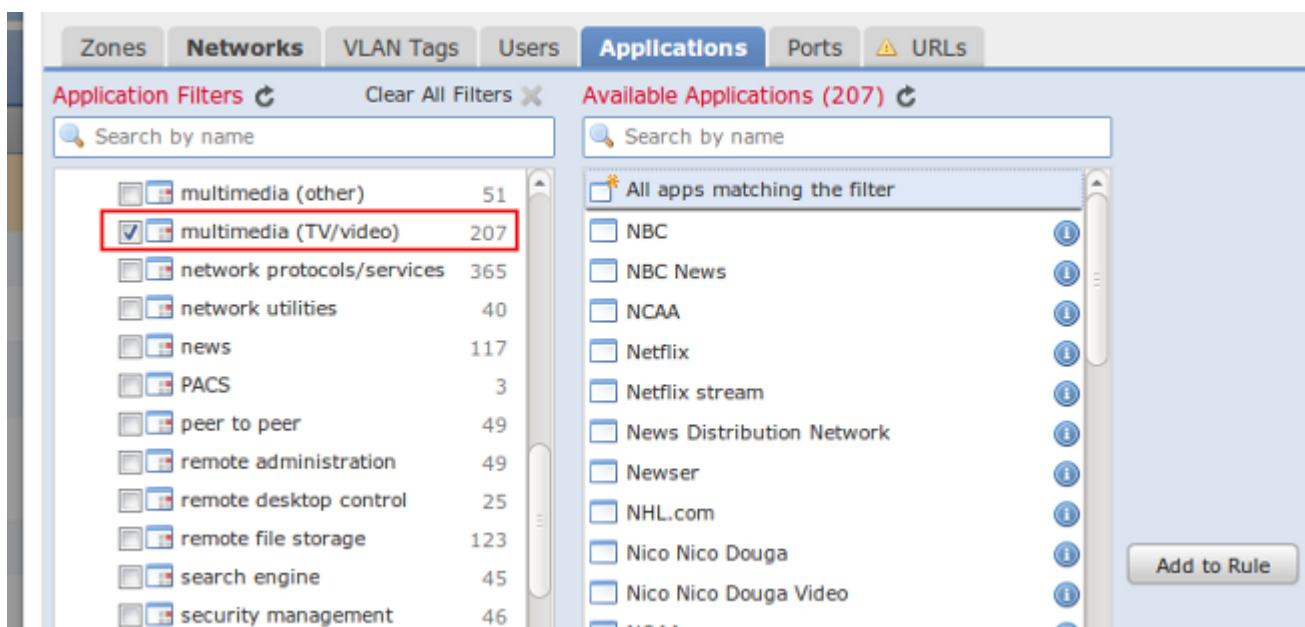 Zones Networks VLAN Tags Users Applications Ports URLs
Application Filters Clear All Filters Available Applications (207)
Search by name Search by name
multimedia (other) 51
multimedia (TV/video) 207
network protocols/services 365
network utilities 40
news 117
PACS 3
peer to peer 49
remote administration 49
remote desktop control 25
remote file storage 123
search engine 45
security management 46
All apps matching the filter
NBC
NBC News
NCAA
Netflix
Netflix stream
News Distribution Network
Newser
NHL.com
Nico Nico Douga
Nico Nico Douga Video
Add to Rule